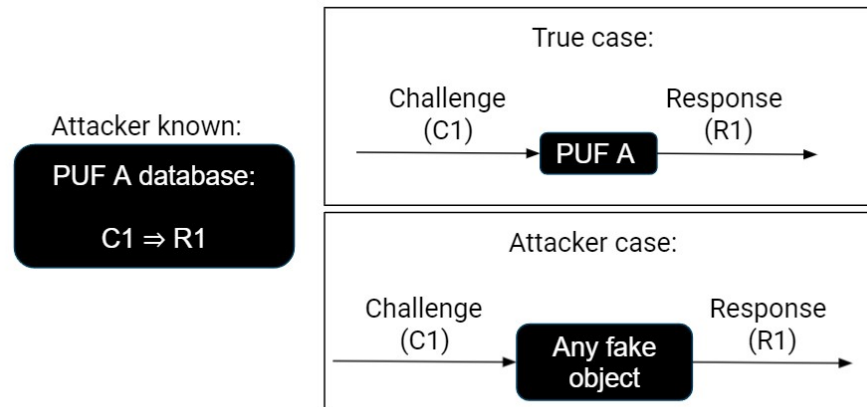 Attacker known:
PUF A database:
C1 ⇒ R1
True case:
Challenge
(C1)
PUF A
Response
(R1)
Attacker case:
Challenge
(C1)
Any fake
object
Response
(R1)